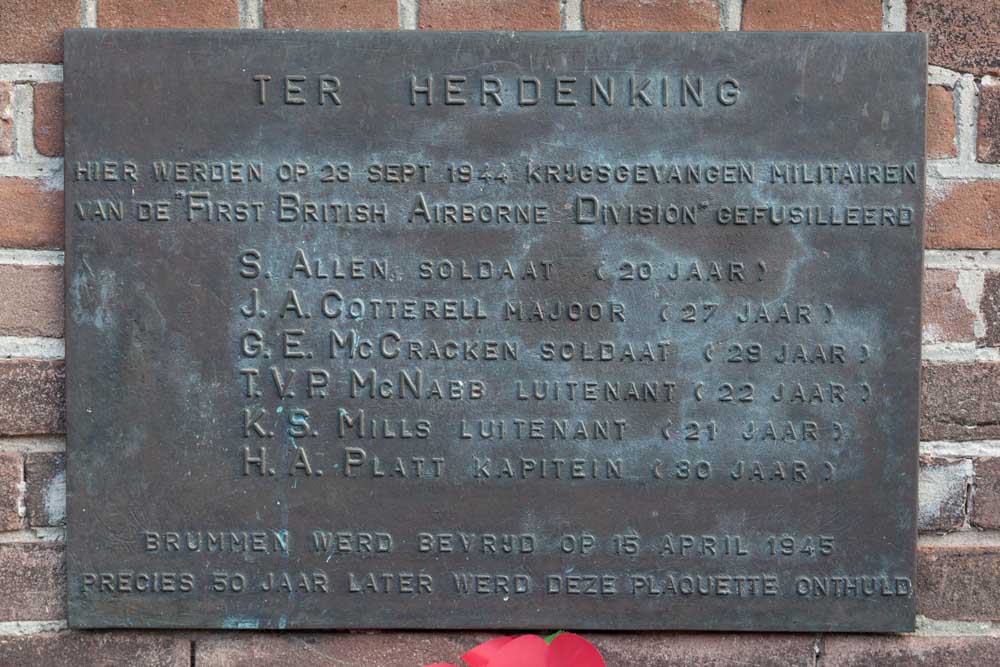 TER HERDENKING
HIER WERDEN OP 23 SEPT 1944 KRIJGSGEVANGEN MILITAIREN
VAN DE "FIRST BRITISH AIRBORNE DIVISION" GEFUSILLEERD
S. ALLEN SOLDAAT (20 JAAR)
J. A. COTTERELL MAJOOR (27 JAAR)
G. E. McCRACKEN SOLDAAT (29 JAAR)
T. V. P. McNABB LUITENANT (22 JAAR)
K. S. MILLS LUITENANT (21 JAAR)
H. A. PLATT KAPITEIN (30 JAAR)
BRUMMEN WERD BEVRIJD OP 15 APRIL 1945
PRECIES 50 JAAR LATER WERD DEZE PLAQUETTE ONTHULD